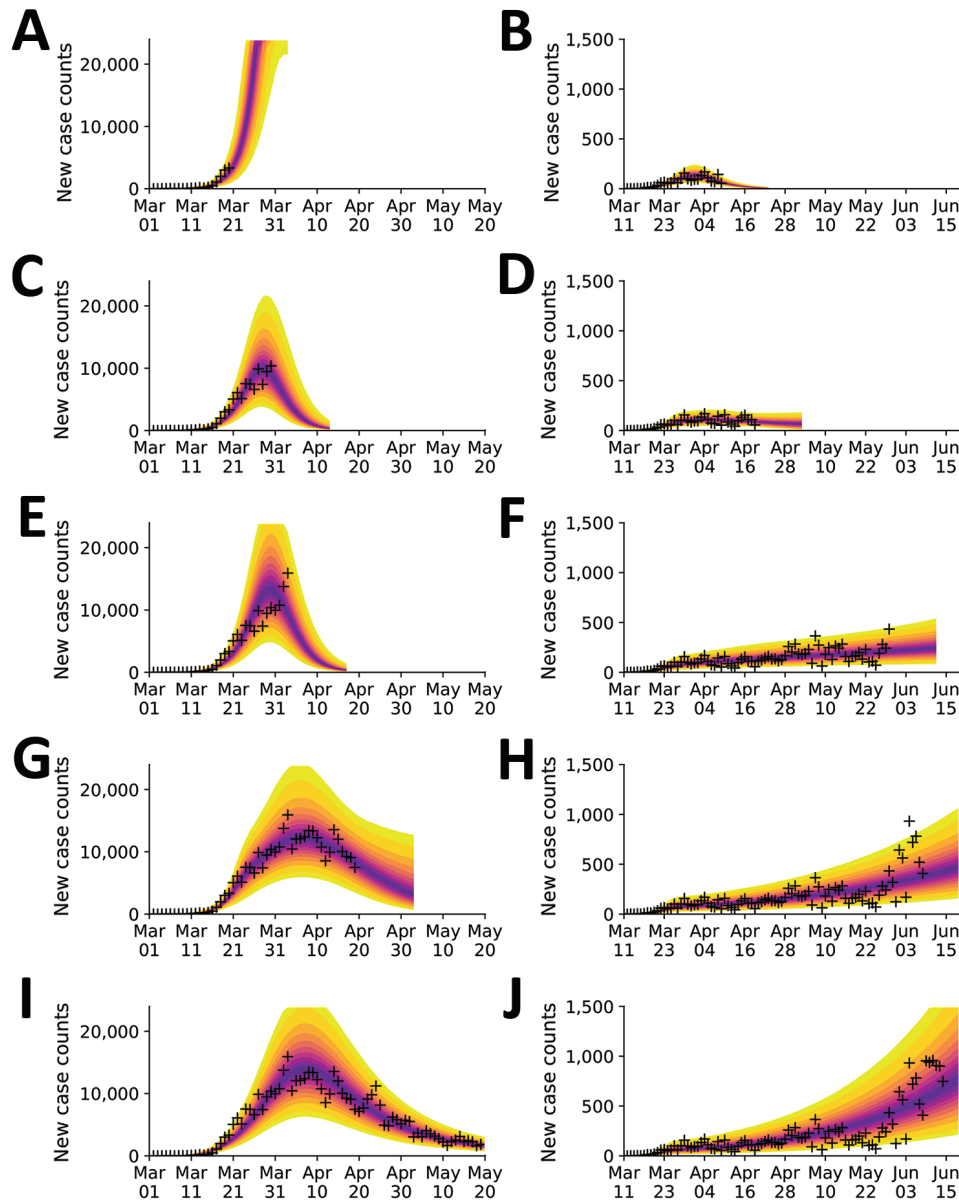 A
New case counts
20,000
10,000
0
Mar Mar Mar Mar Apr Apr Apr May May
01 11 21 31 10 20 30 10 20
B
New case counts
1,500
1,000
500
0
Mar Mar Apr Apr Apr May May Jun Jun
11 23 04 16 28 10 22 03 15
C
New case counts
20,000
10,000
0
Mar Mar Mar Mar Apr Apr Apr May May
01 11 21 31 10 20 30 10 20
D
New case counts
1,500
1,000
500
0
Mar Mar Apr Apr Apr May May Jun Jun
11 23 04 16 28 10 22 03 15
E
New case counts
20,000
10,000
0
Mar Mar Mar Mar Apr Apr Apr May May
01 11 21 31 10 20 30 10 20
F
New case counts
1,500
1,000
500
0
Mar Mar Apr Apr Apr May May Jun Jun
11 23 04 16 28 10 22 03 15
G
New case counts
20,000
10,000
0
Mar Mar Mar Mar Apr Apr Apr May May
01 11 21 31 10 20 30 10 20
H
New case counts
1,500
1,000
500
0
Mar Mar Apr Apr Apr May May Jun Jun
11 23 04 16 28 10 22 03 15
I
New case counts
20,000
10,000
0
Mar Mar Mar Mar Apr Apr Apr May May
01 11 21 31 10 20 30 10 20
J
New case counts
1,500
1,000
500
0
Mar Mar Apr Apr Apr May May Jun Jun
11 23 04 16 28 10 22 03 15